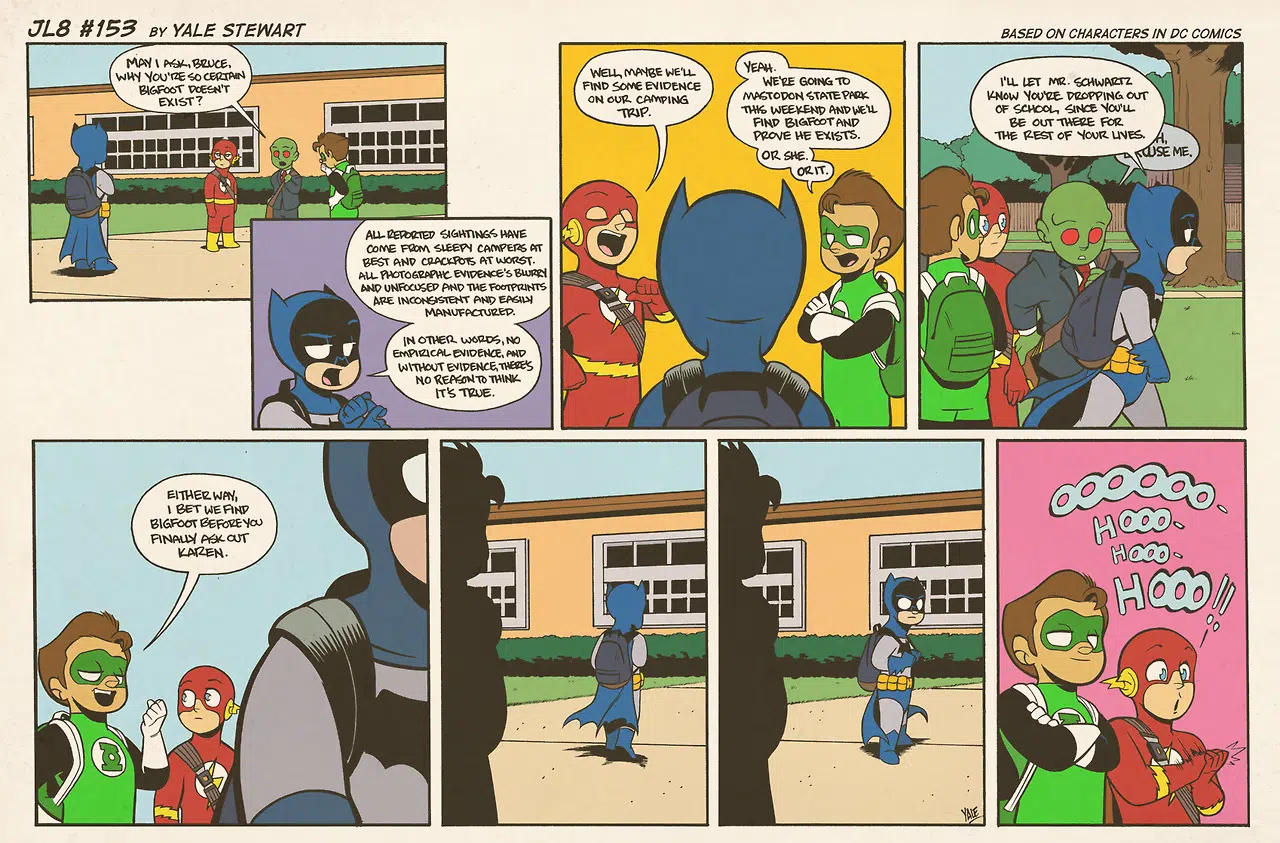 JL8 #153 BY YALE STEWART
BASED ON CHARACTERS IN DC COMICS
MAY I ASK, BRUCE,
WHY YOU'RE SO CERTAIN
BIGFOOT DOESN'T
EXIST?
ALL REPORTED SIGHTINGS HAVE
COME FROM SLEEPY CAMPERS AT
BEST AND CRACKPOTS AT WORST.
ALL PHOTOGRAPHIC EVIDENCE'S BLURRY
AND UNFOCUSED AND THE FOOTPRINTS
ARE INCONSISTENT AND EASILY
MANUFACTURED.
IN OTHER WORDS, NO
EMPIRICAL EVIDENCE, AND
WITHOUT EVIDENCE, THERE'S
NO REASON TO THINK
IT'S TRUE.
WELL, MAYBE WE'LL
FIND SOME EVIDENCE
ON OUR CAMPING
TRIP.
YEAH.
WE'RE GOING TO
MASTODON STATE PARK
THIS WEEKEND AND WE'LL
FIND BIGFOOT AND
PROVE HE EXISTS.
OR SHE.
OR IT.
I'LL LET MR. SCHWARTZ
KNOW YOU'RE DROPPING OUT
OF SCHOOL, SINCE YOU'LL
BE OUT THERE FOR
THE REST OF YOUR LIVES.
ME.
EITHER WAY,
I BET WE FIND
BIGFOOT BEFORE YOU
FINALLY ASK OUT
KAREN.
YALE
OOOOOOO
HOOO-
HOOO-
HOOO!!